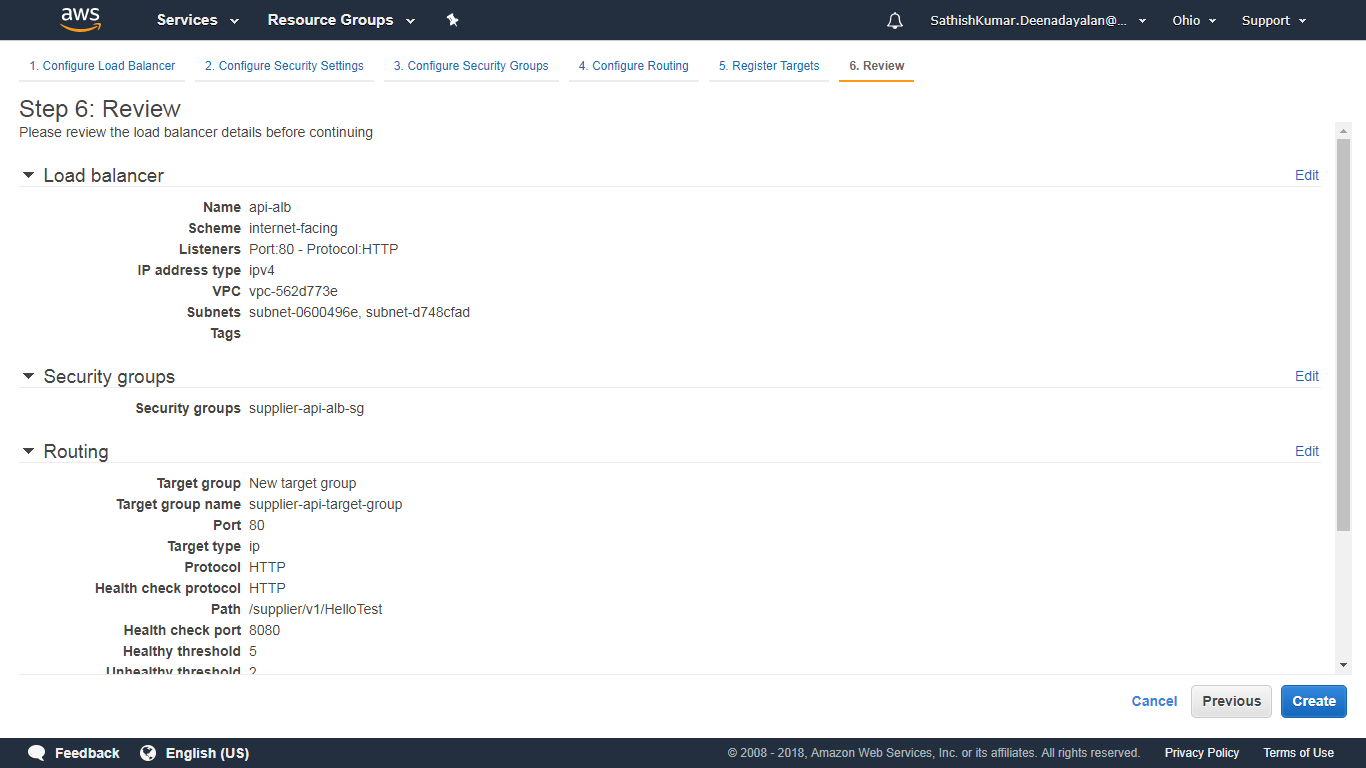 aws Services Resource Groups SathishKumar.Deenadayalan@... Ohio Support
1. Configure Load Balancer 2. Configure Security Settings 3. Configure Security Groups 4. Configure Routing 5. Register Targets 6. Review
Step 6: Review
Please review the load balancer details before continuing
Load balancer Edit
Name api-alb
Scheme internet-facing
Listeners Port:80 - Protocol:HTTP
IP address type ipv4
VPC vpc-562d773e
Subnets subnet-0600496e, subnet-d748cfad
Tags
Security groups Edit
Security groups supplier-api-alb-sg
Routing Edit
Target group New target group
Target group name supplier-api-target-group
Port 80
Target type ip
Protocol HTTP
Health check protocol HTTP
Path /supplier/v1/HelloTest
Health check port 8080
Healthy threshold 5
Unhealthy threshold 2
Cancel Previous Create
Feedback English (US) © 2008 - 2018, Amazon Web Services, Inc. or its affiliates. All rights reserved. Privacy Policy Terms of Use